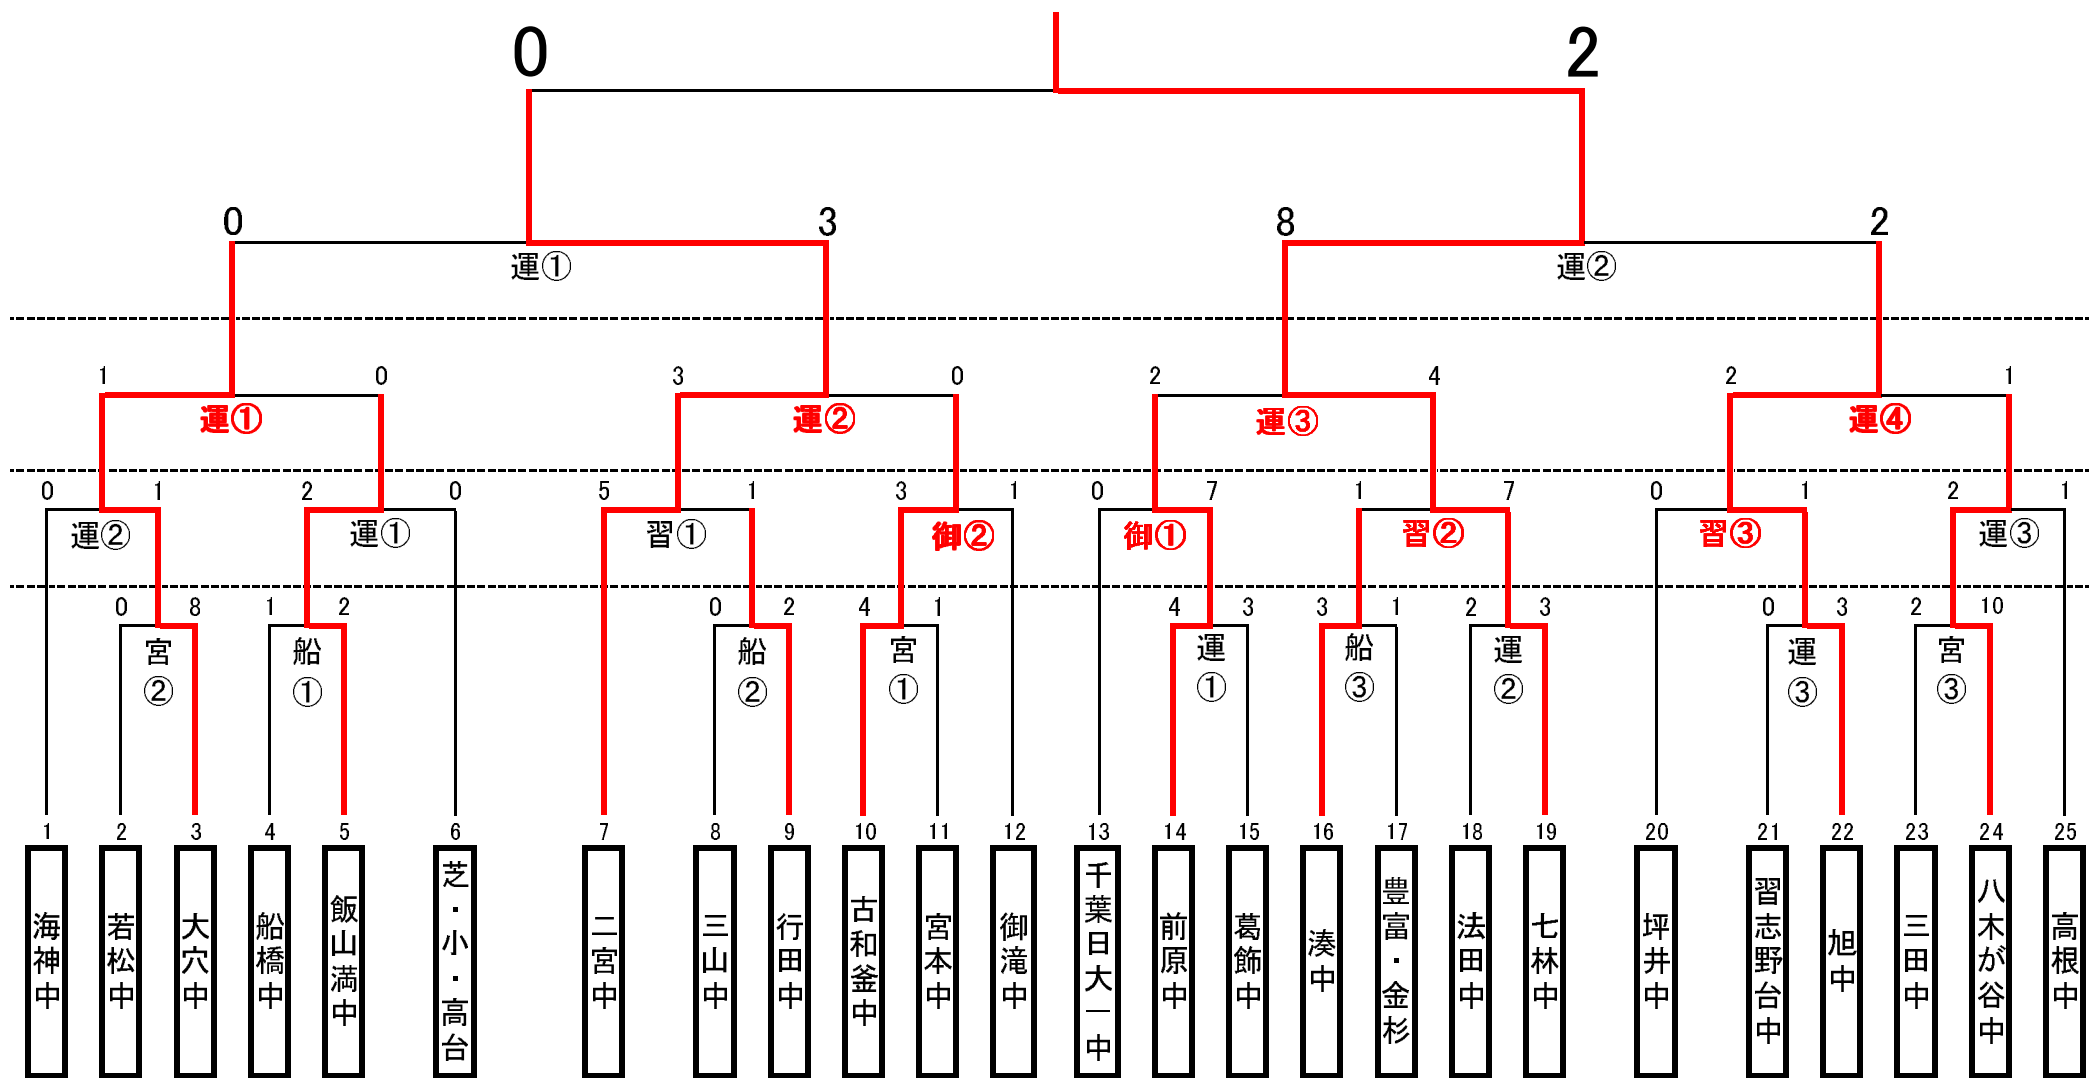 0 2
0 3 8 2
運① 運②
1 0 3 0 2 4 2 1
運① 運② 運③ 運④
0 1 2 0 5 1 3 1 0 7 1 7 0 1 2 1
運② 運① 習① 御② 御① 習② 習③ 運③
0 8 1 2 0 2 4 1 4 3 3 1 2 3 0 3 2 10
宮② 船① 船② 宮① 運① 船③ 運② 運③ 宮③
1 2 3 4 5 6 7 8 9 10 11 12 13 14 15 16 17 18 19 20 21 22 23 24 25
海神中
若松中
大穴中
船橋中
飯山満中
芝・小・高台
二宮中
三山中
行田中
古和釜中
宮本中
御滝中
千葉日大一中
前原中
葛飾中
湊中
豊富・金杉
法田中
七林中
坪井中
習志野台中
旭中
三田中
八木が谷中
高根中